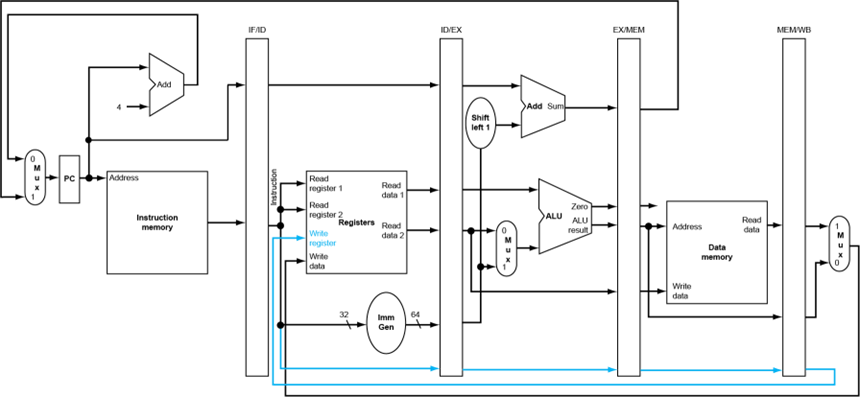 IF/ID
ID/EX
EX/MEM
MEM/WB
Add
4
Add Sum
Shift
left 1
0
M
u
x
1
PC
Address
Instruction
memory
Instruction
Read
register 1
Read
register 2
Write
register
Write
data
Registers
Read
data 1
Read
data 2
0
M
u
x
1
ALU
Zero
ALU
result
Address
Read
data
Data
memory
Write
data
1
M
u
x
0
32
Imm
Gen
64